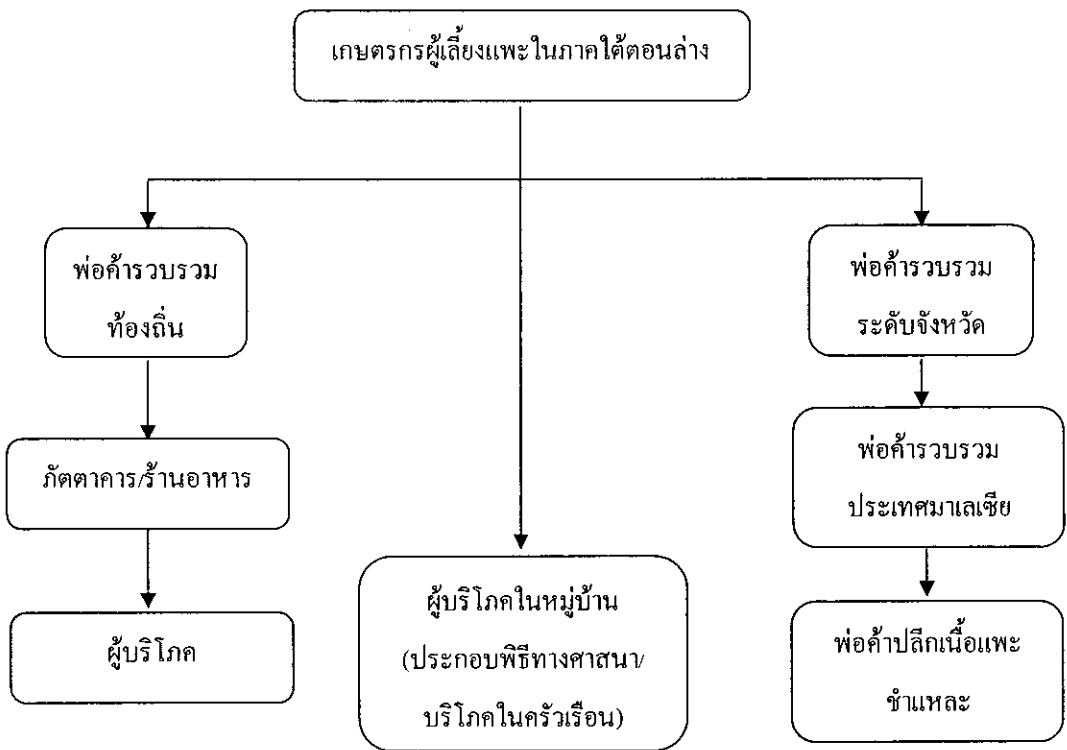 เกษตรกรผู้เลี้ยงแพะในภาคใต้ตอนล่าง
พ่อค้ารวบรวม
ท้องถิ่น
ภัตตาคาร/ร้านอาหาร
ผู้บริโภค
ผู้บริโภคในหมู่บ้าน
(ประกอบพิธีทางศาสนา/
บริโภคในครัวเรือน)
พ่อค้ารวบรวม
ระดับจังหวัด
พ่อค้ารวบรวม
ประเทศมาเลเซีย
พ่อค้าปลีกเนื้อแพะ
ชำแหละ